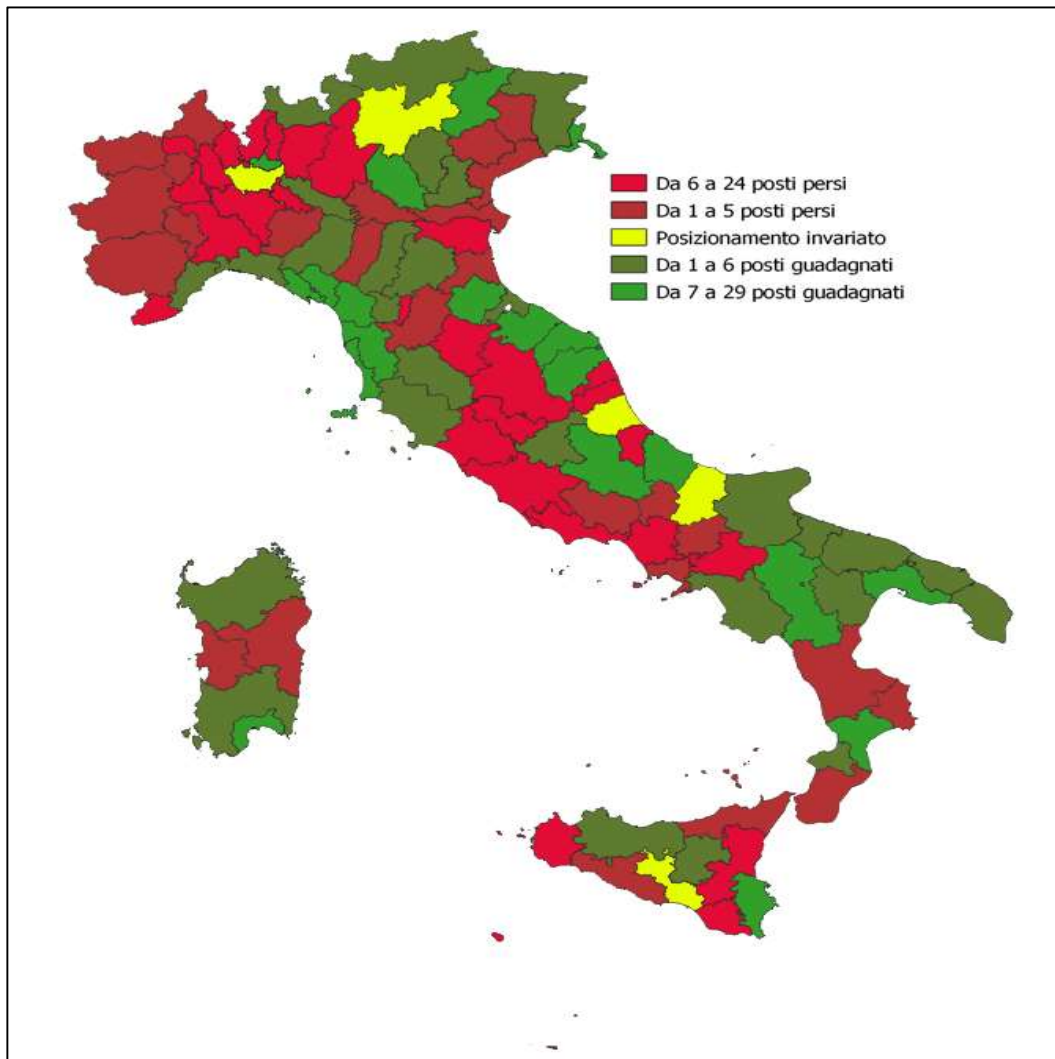 Da 6 a 24 posti persi
Da 1 a 5 posti persi
Posizionamento invariato
Da 1 a 6 posti guadagnati
Da 7 a 29 posti guadagnati